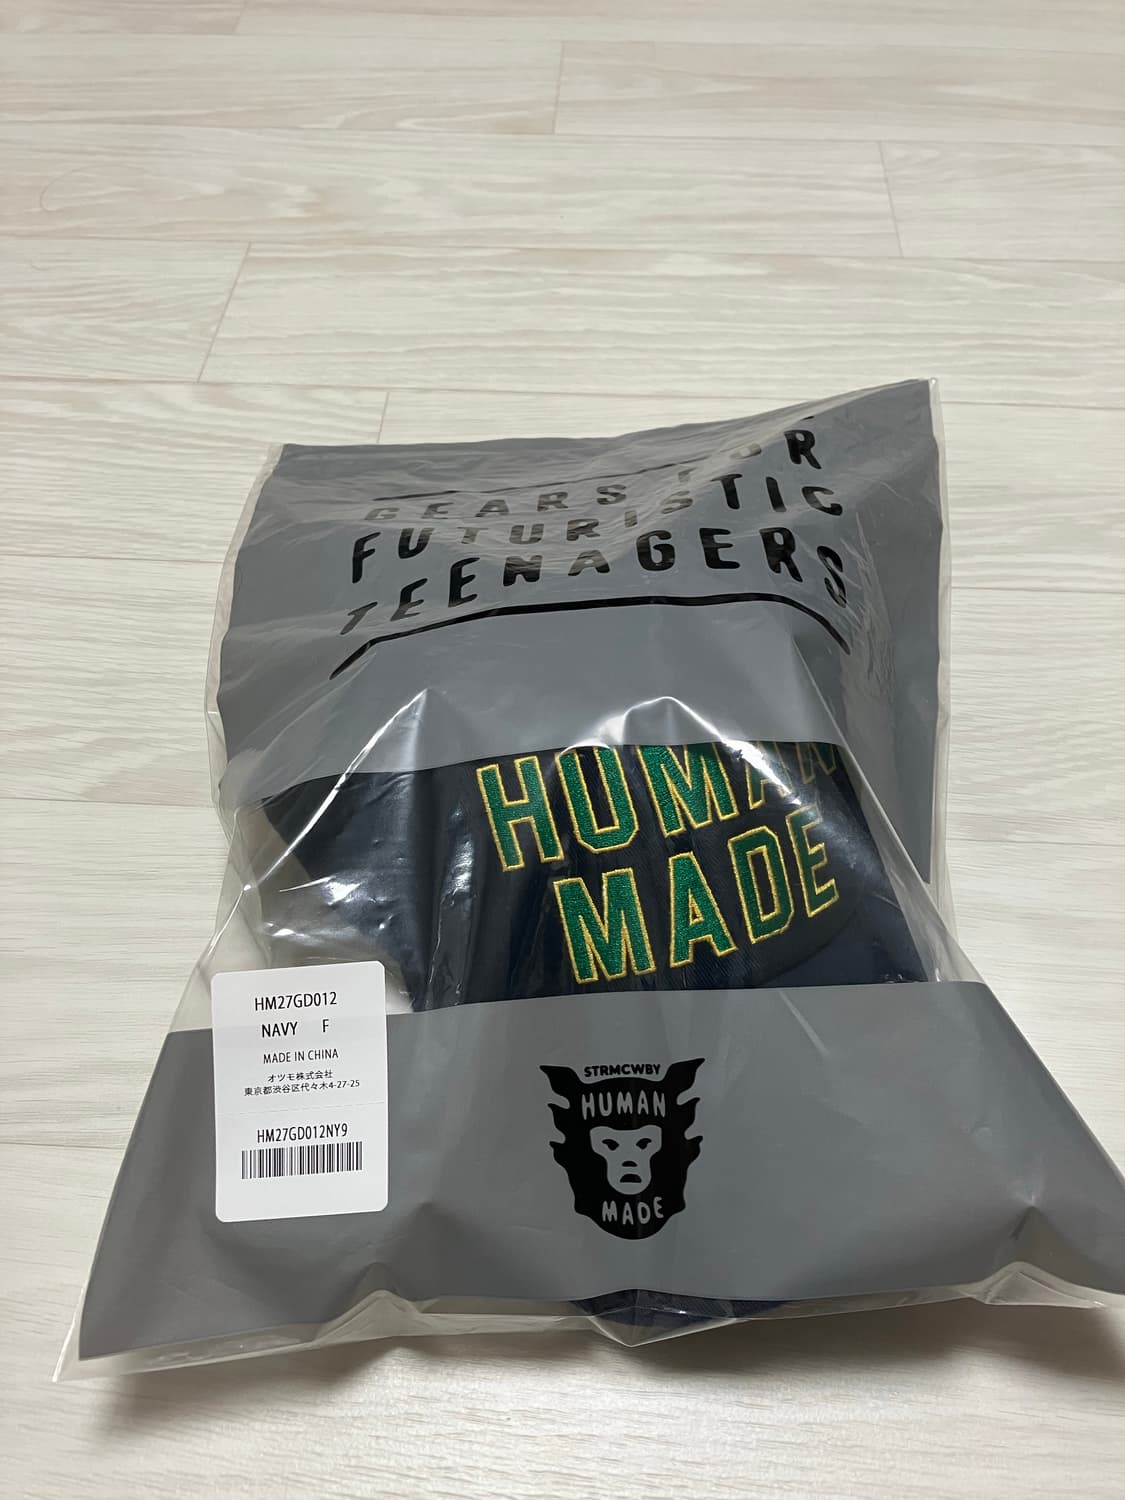 GEARS FOR
FUTURISTIC
TEENAGERS
HUMAN
MADE
HM27GD012
NAVY F
MADE IN CHINA
オツモ株式会社
東京都渋谷区代々木4-27-25
HM27GD012NY9
STRMCWBY
HUMAN
MADE